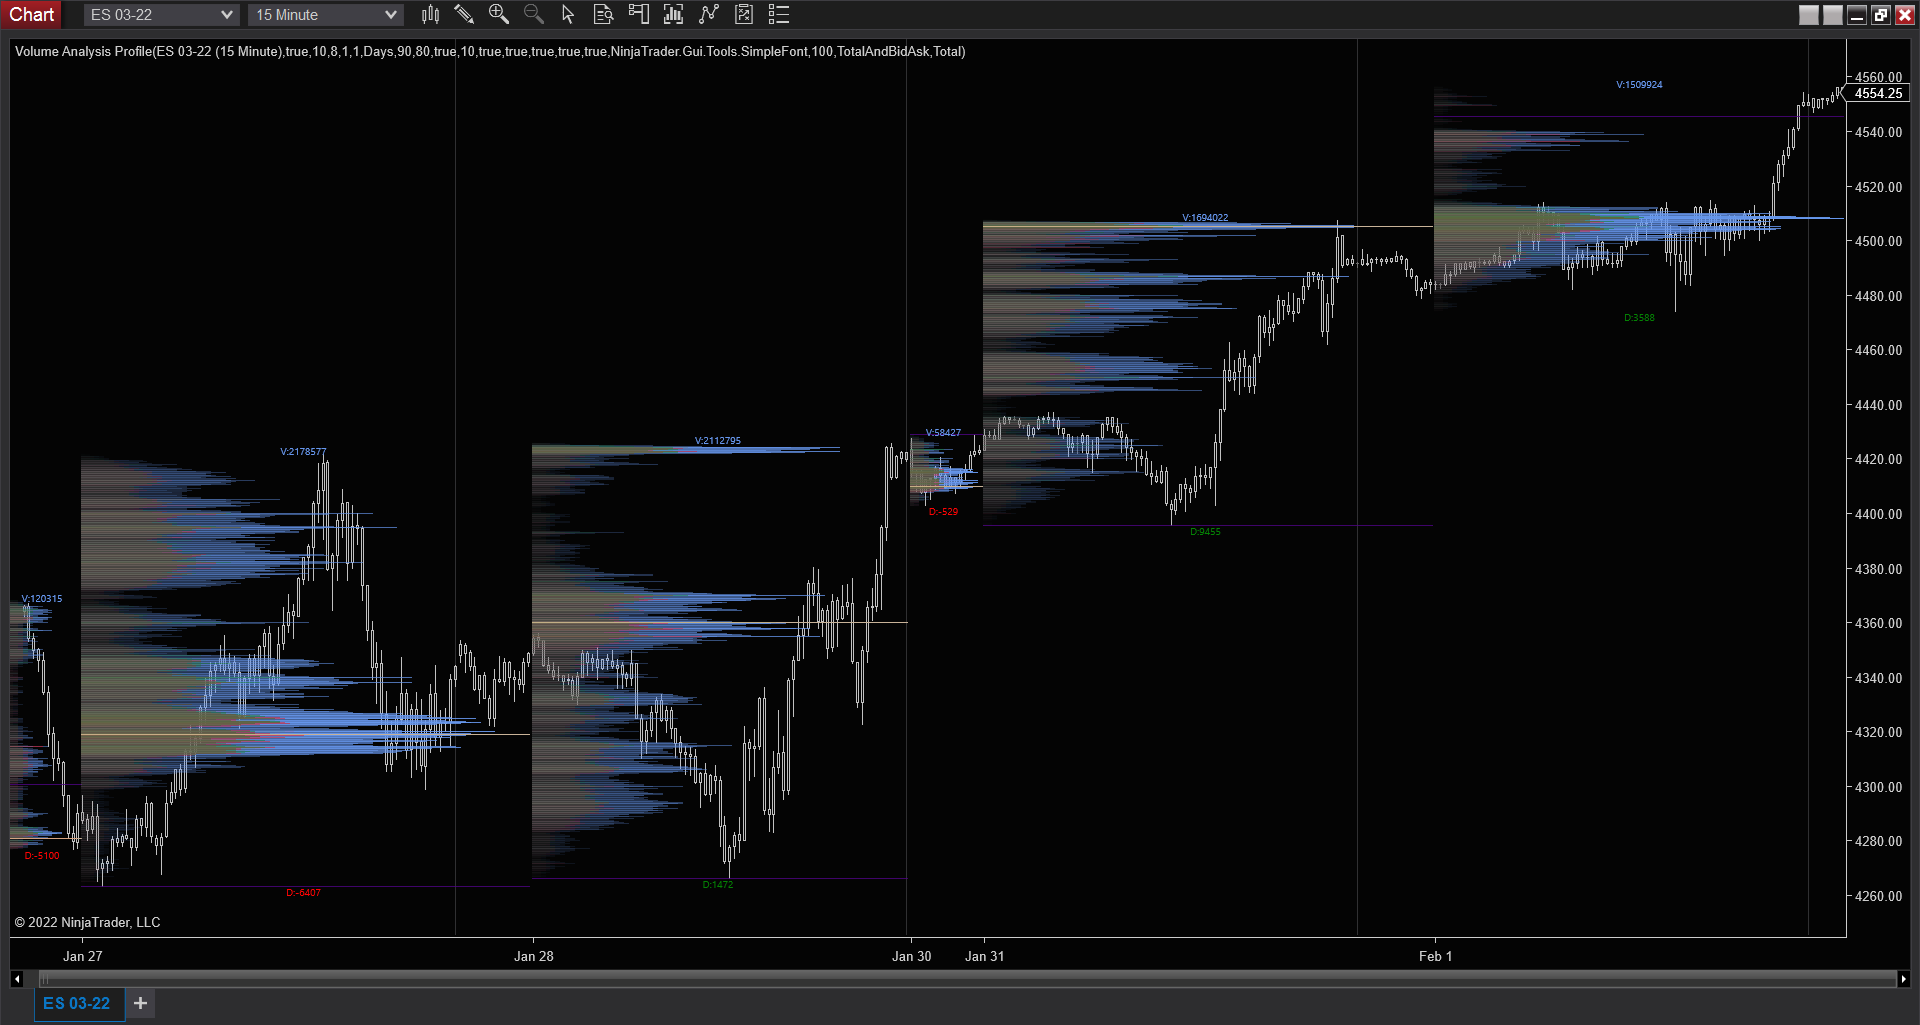 Chart
ES 03-22
15 Minute
Volume Analysis Profile(ES 03-22 (15 Minute),true,10,8,1,1,Days,90,80,true,10,true,true,true,true,true,NinjaTrader.Gui.Tools.SimpleFont,100,TotalAndBidAsk,Total)
4560.00
4554.25
4540.00
4520.00
4500.00
4480.00
4460.00
4440.00
4420.00
4400.00
4380.00
4360.00
4340.00
4320.00
4300.00
4280.00
4260.00
V:1509924
D:3588
V:1694022
D:9455
V:58427
D:-529
V:2112795
D:1472
V:2178577
D:-6407
V:120315
D:-5100
© 2022 NinjaTrader, LLC
Jan 27
Jan 28
Jan 30
Jan 31
Feb 1
ES 03-22
+